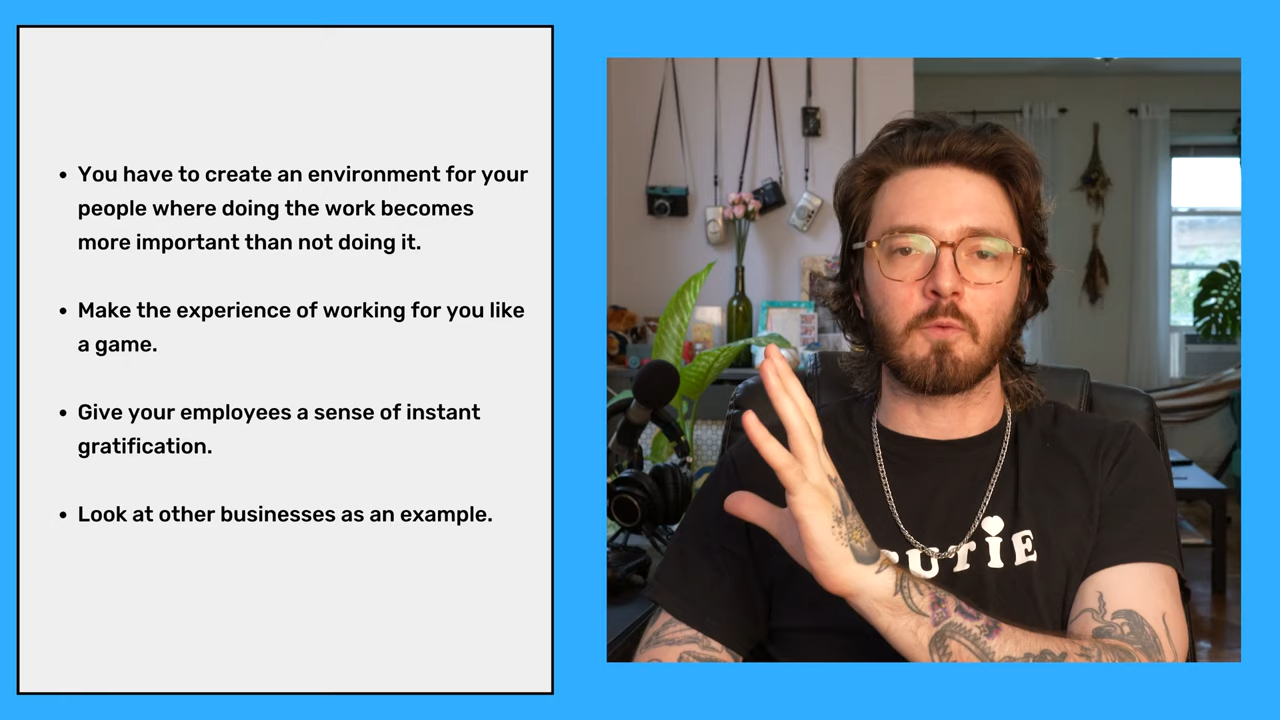 • You have to create an environment for your
people where doing the work becomes
more important than not doing it.
• Make the experience of working for you like
a game.
• Give your employees a sense of instant
gratification.
• Look at other businesses as an example.
UTIE